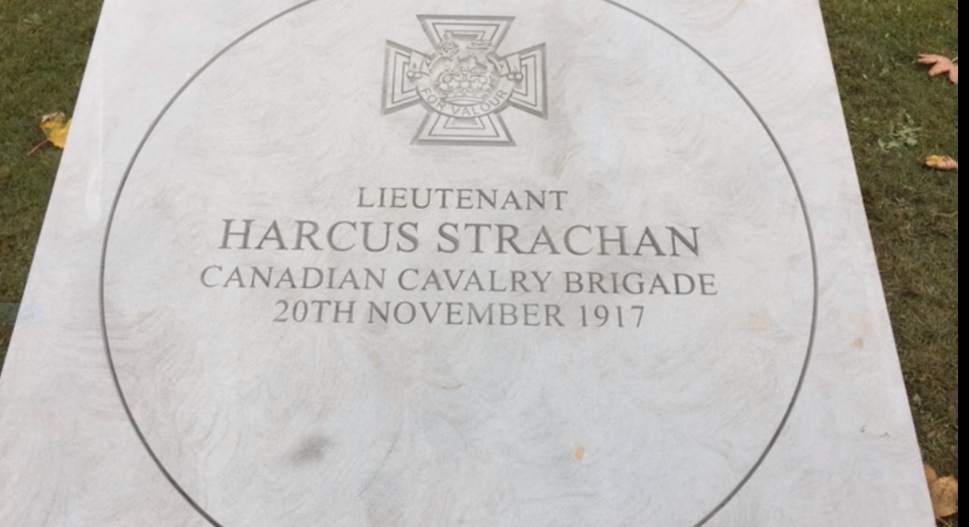 FOR VALOUR
LIEUTENANT
HARCUS STRACHAN
CANADIAN CAVALRY BRIGADE
20TH NOVEMBER 1917